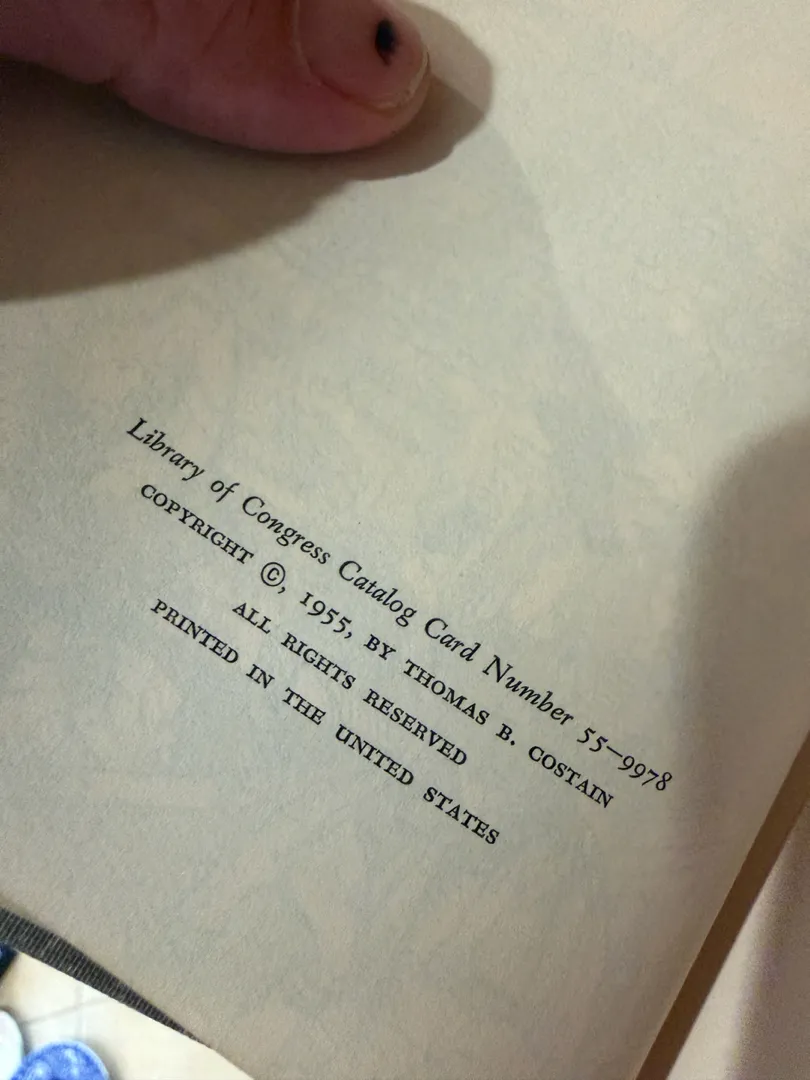 Library of Congress Catalog Card Number 55–9978
COPYRIGHT ©, 1955, BY THOMAS B. COSTAIN
ALL RIGHTS RESERVED
PRINTED IN THE UNITED STATES